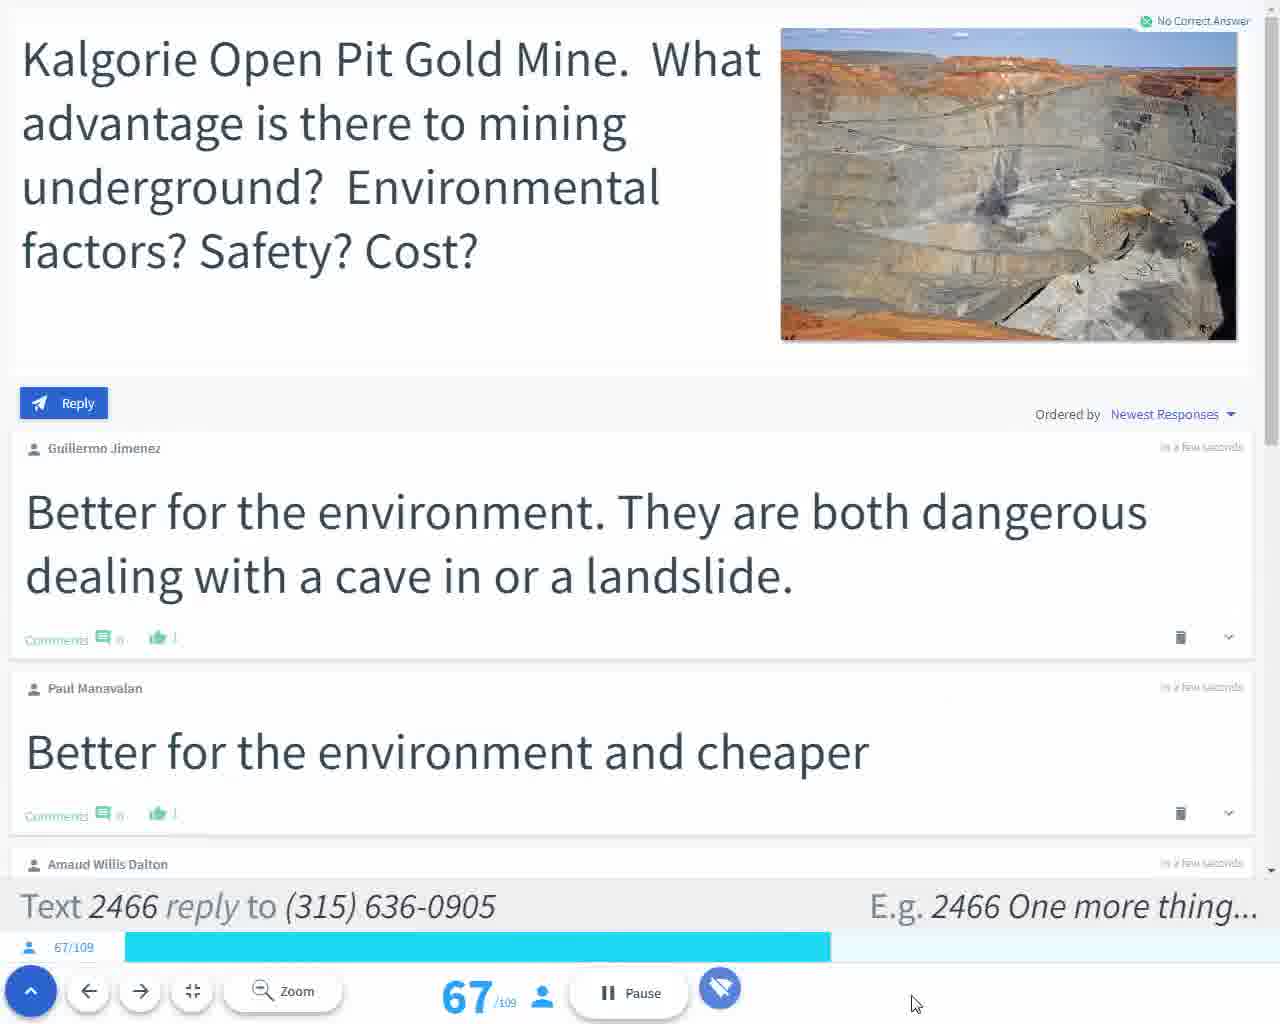 No Correct Answer
Kalgorie Open Pit Gold Mine. What
advantage is there to mining
underground? Environmental
factors? Safety? Cost?
Reply
Ordered by Newest Responses
Guillermo Jimenez
in a few seconds
Better for the environment. They are both dangerous
dealing with a cave in or a landslide.
Comments 0 1
Paul Manavalan
in a few seconds
Better for the environment and cheaper
Comments 0 1
Arnaud Willis Dalton
in a few seconds
Text 2466 reply to (315) 636-0905
E.g. 2466 One more thing...
67/109
Zoom
67/109
Pause